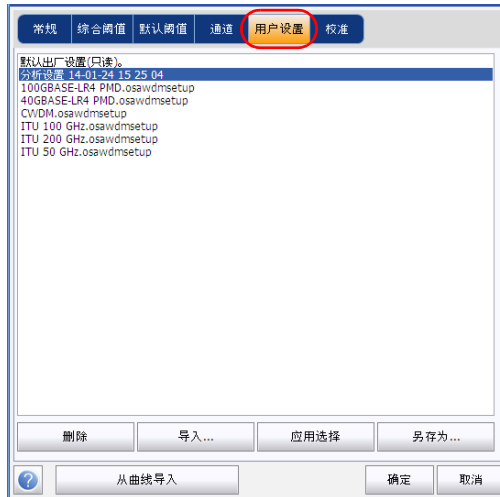 常规 综合阈值 默认阈值 通道 用户设置 校准
默认出厂设置(只读)。
分析设置 14-01-24 15 25 04
100GBASE-LR4 PMD.osawdmsetup
40GBASE-LR4 PMD.osawdmsetup
CWDM.osawdmsetup
ITU 100 GHz.osawdmsetup
ITU 200 GHz.osawdmsetup
ITU 50 GHz.osawdmsetup
删除 导入... 应用选择 另存为...
? 从曲线导入 确定 取消